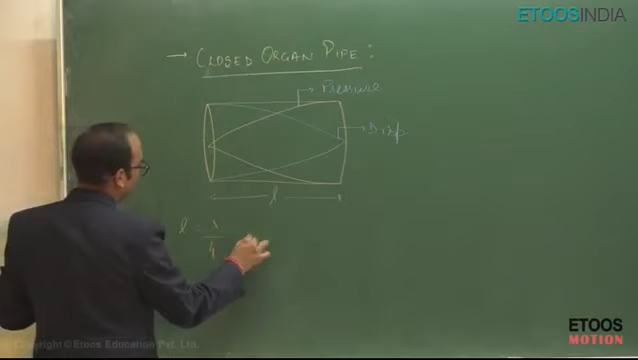 ETOOSINDIA
→ CLOSED ORGAN PIPE :
Pressure
Disp
l
l = λ
4
Copyright © Etoos Education Pvt. Ltd.
ETOOS
MOTION